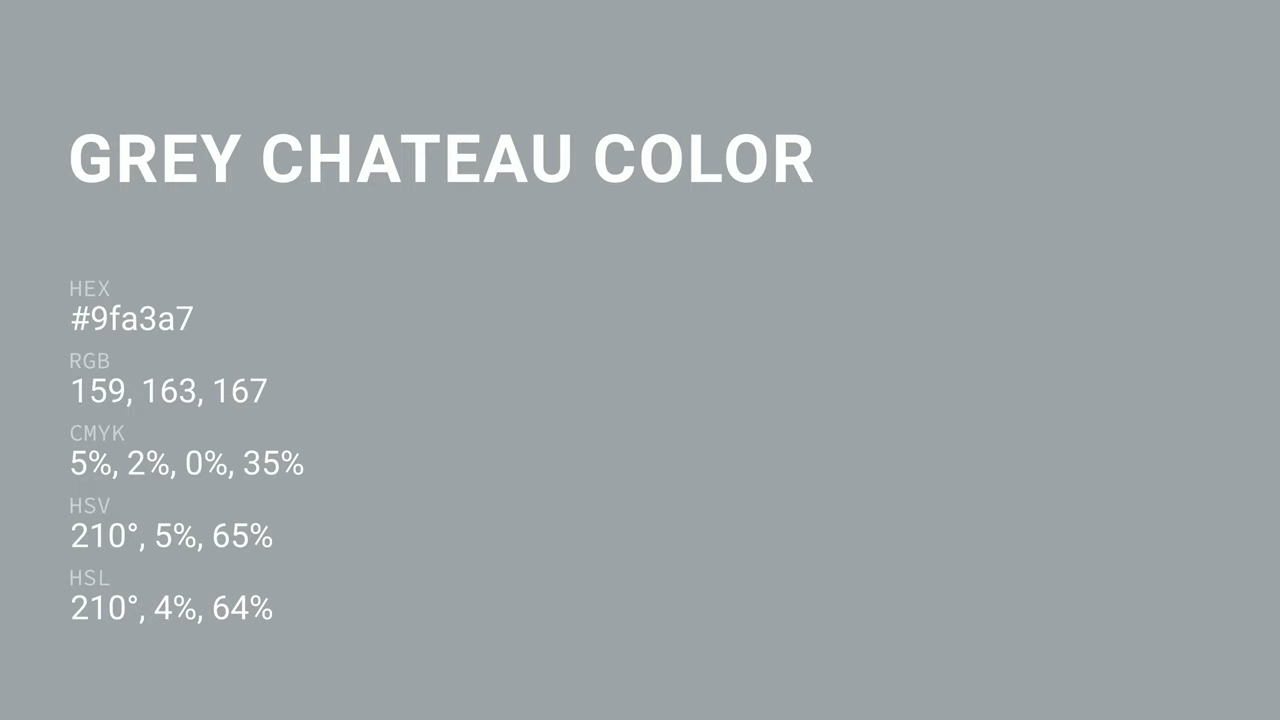 GREY CHATEAU COLOR
HEX
#9fa3a7
RGB
159, 163, 167
CMYK
5%, 2%, 0%, 35%
HSV
210°, 5%, 65%
HSL
210°, 4%, 64%